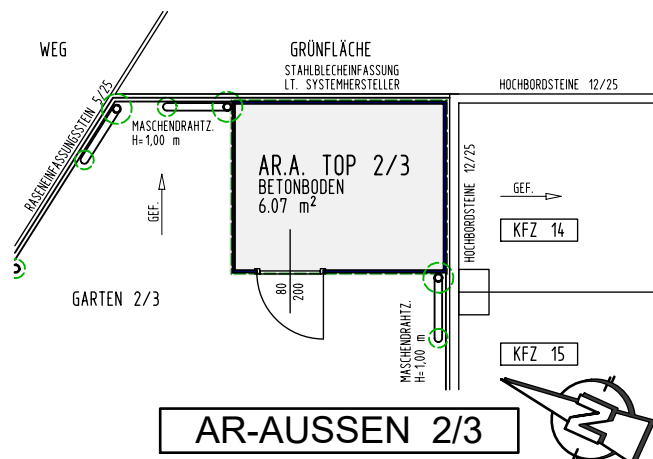 WEG
GRÜNFLÄCHE
STAHLBLECHEINFASSUNG
LT. SYSTEMHERSTELLER
HOCHBORDSTEINE 12/25
RASENEINFASSUNGSSTEIN 5/25
MASCHENDRAHTZ.
H=1,00 m
AR.A. TOP 2/3
BETONBODEN
6.07 m²
GEF.
HOCHBORDSTEINE 12/25
GEF.
KFZ 14
GARTEN 2/3
80
200
MASCHENDRAHTZ.
H=1,00 m
KFZ 15
AR-AUSSEN 2/3
N